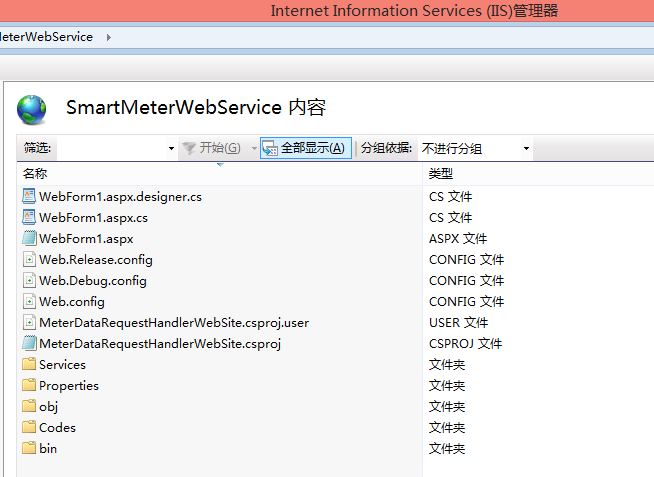 Internet Information Services (IIS)管理器
MeterWebService
SmartMeterWebService 内容
筛选: 开始(G) 全部显示(A) 分组依据: 不进行分组
名称 类型
WebForm1.aspx.designer.cs CS 文件
WebForm1.aspx.cs CS 文件
WebForm1.aspx ASPX 文件
Web.Release.config CONFIG 文件
Web.Debug.config CONFIG 文件
Web.config CONFIG 文件
MeterDataRequestHandlerWebSite.csproj.user USER 文件
MeterDataRequestHandlerWebSite.csproj CSPROJ 文件
Services 文件夹
Properties 文件夹
obj 文件夹
Codes 文件夹
bin 文件夹